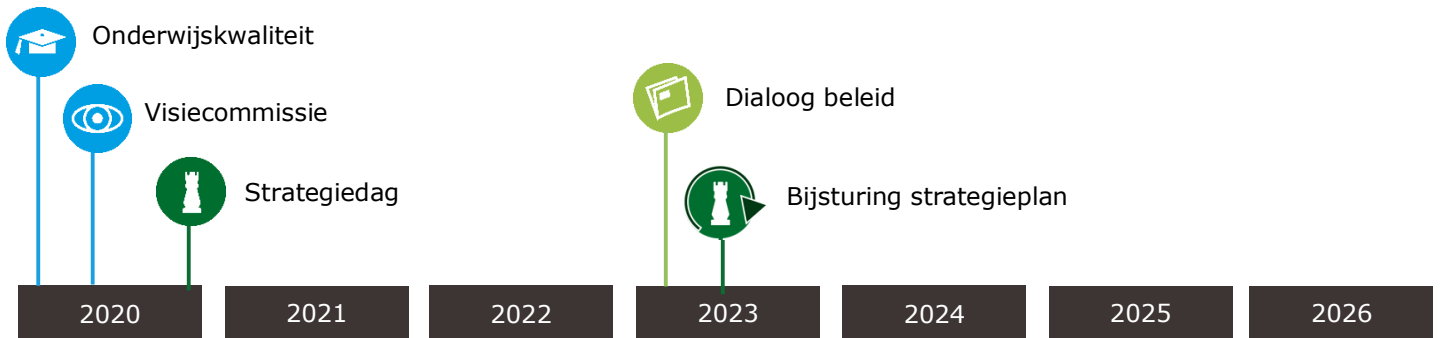 Onderwijskwaliteit
Visiecommissie
Dialoog beleid
Strategiedag
Bijsturing strategieplan
2020
2021
2022
2023
2024
2025
2026